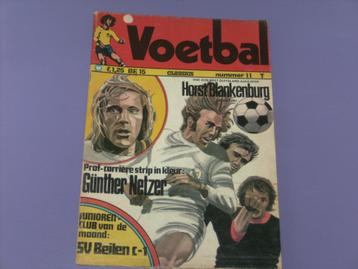 Voetbal
f 1,25 BF 15 CLASSICS nummer 11 T
Horst Blankenburg
Prof-carrière strip in kleur:
Günther Netzer
JUNIOREN
CLUB van de
maand:
SV Beilen C-1